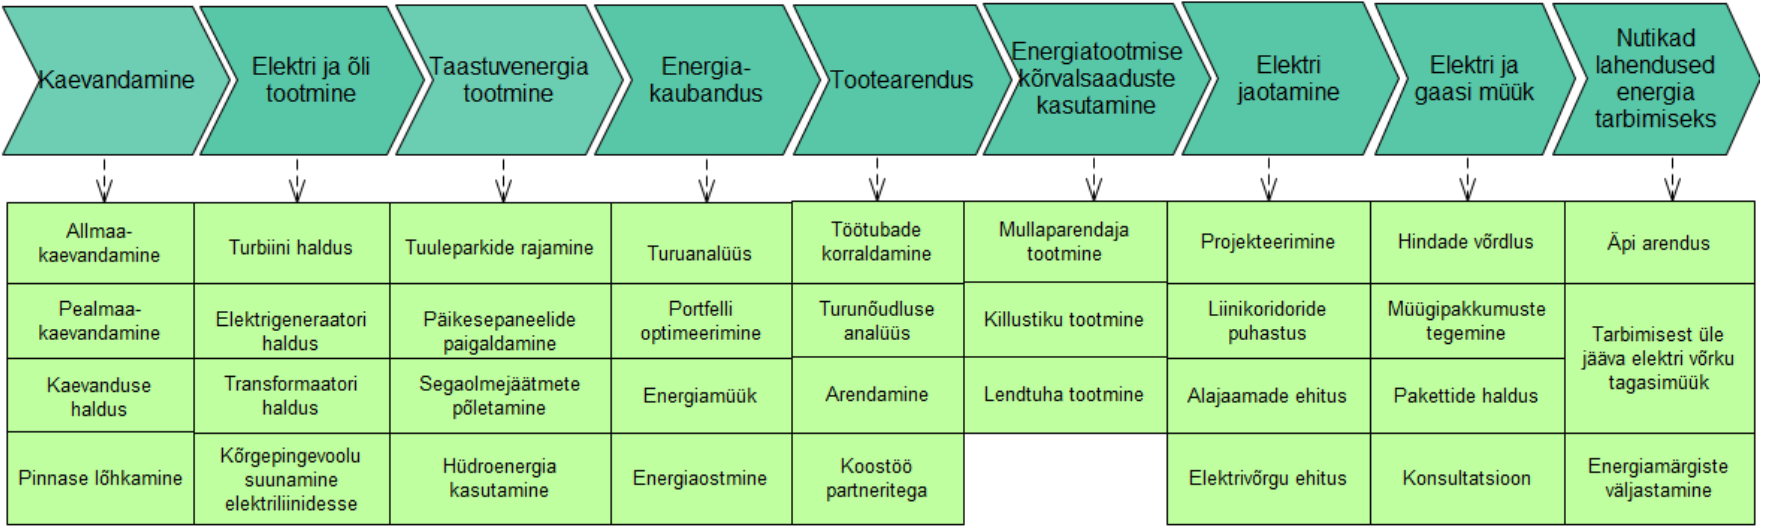 Kaevandamine
Elektri ja õli
tootmine
Taastuvenergia
tootmine
Energia-
kaubandus
Tootearendus
Energiatootmise
kõrvalsaaduste
kasutamine
Elektri
jaotamine
Elektri ja
gaasi müük
Nutikad
lahendused
energia
tarbimiseks
Allmaa-
kaevandamine
Turbiini haldus
Tuuleparkide rajamine
Turuanalüüs
Töötubade
korraldamine
Mullaparendaja
tootmine
Projekteerimine
Hindade võrdlus
Äpi arendus
Pealmaa-
kaevandamine
Elektrigeneraatori
haldus
Päikesepaneelide
paigaldamine
Portfelli
optimeerimine
Turunõudluse
analüüs
Killustiku tootmine
Liinikoridoride
puhastus
Müügipakkumuste
tegemine
Tarbimisest üle
jääva elektri võrku
tagasimüük
Kaevanduse
haldus
Transformaatori
haldus
Segaolmejäätmete
põletamine
Energiamüük
Arendamine
Lendtuha tootmine
Alajaamade ehitus
Pakettide haldus
Pinnase lõhkamine
Kõrgepingevoolu
suunamine
elektriliinidesse
Hüdroenergia
kasutamine
Energiaostmine
Koostöö
partneritega
Elektrivõrgu ehitus
Konsultatsioon
Energiamärgiste
väljastamine